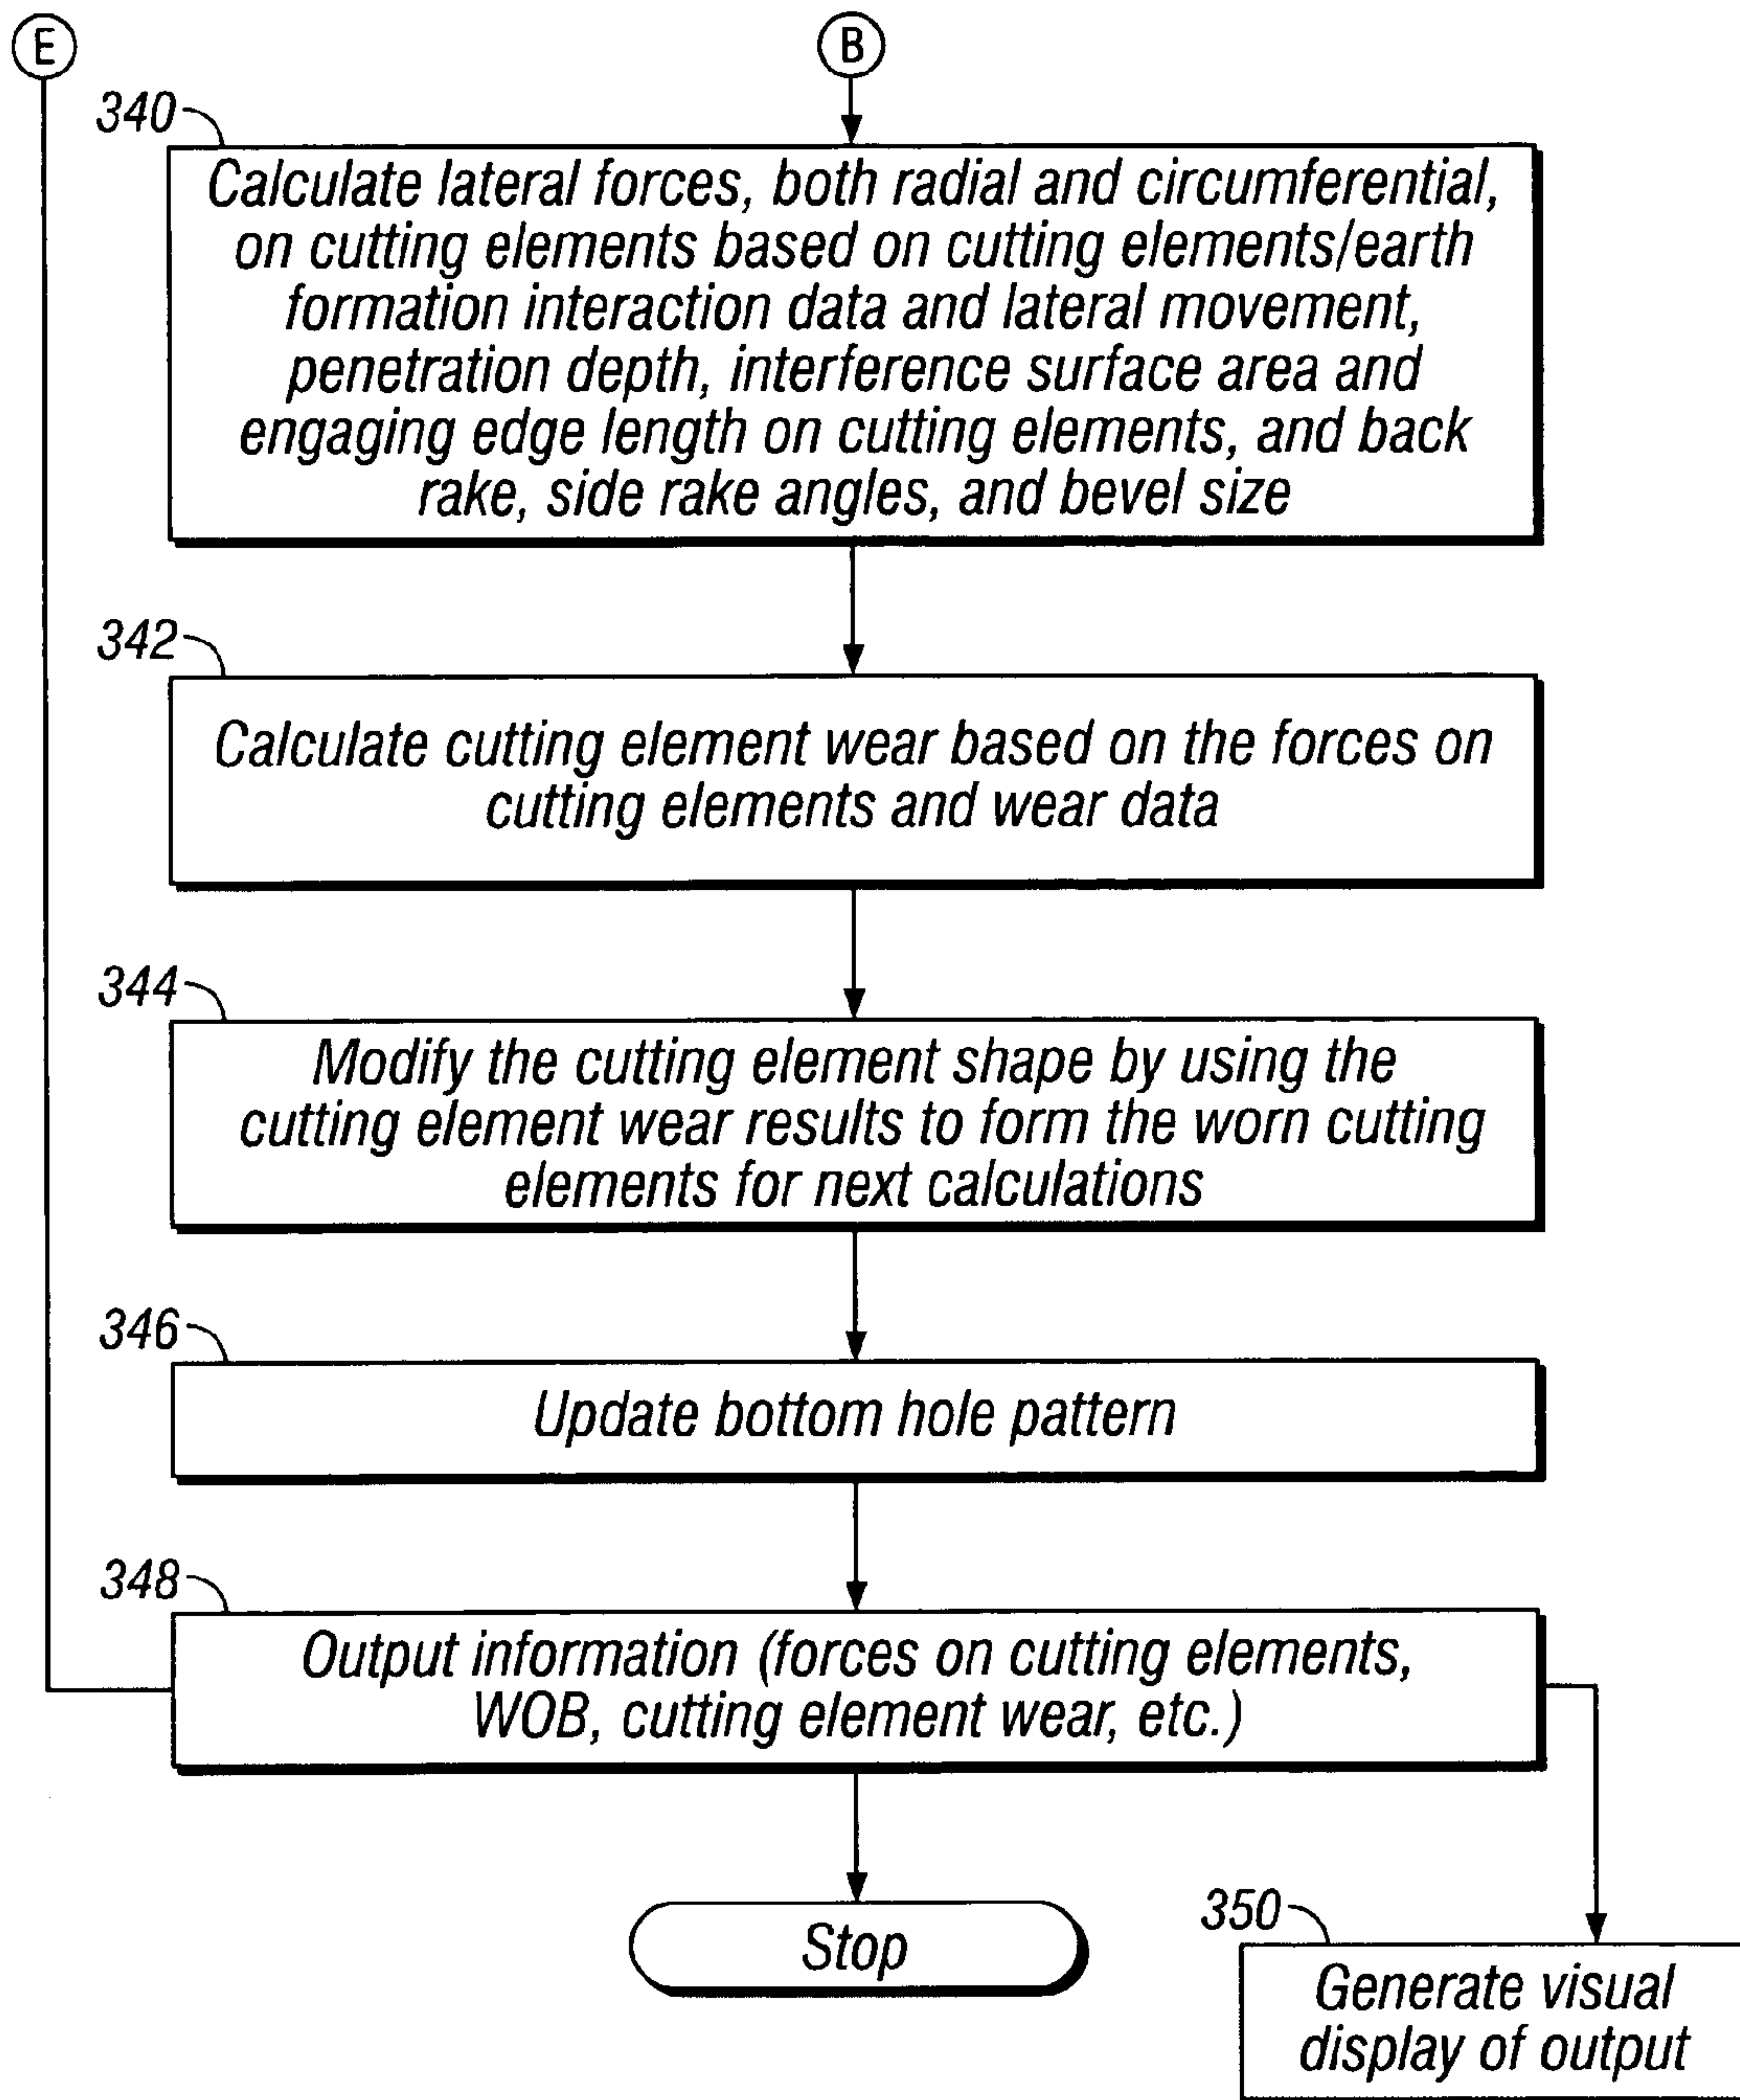 E
B
340
Calculate lateral forces, both radial and circumferential,
on cutting elements based on cutting elements/earth
formation interaction data and lateral movement,
penetration depth, interference surface area and
engaging edge length on cutting elements, and back
rake, side rake angles, and bevel size
342
Calculate cutting element wear based on the forces on
cutting elements and wear data
344
Modify the cutting element shape by using the
cutting element wear results to form the worn cutting
elements for next calculations
346
Update bottom hole pattern
348
Output information (forces on cutting elements,
WOB, cutting element wear, etc.)
Stop
350
Generate visual
display of output